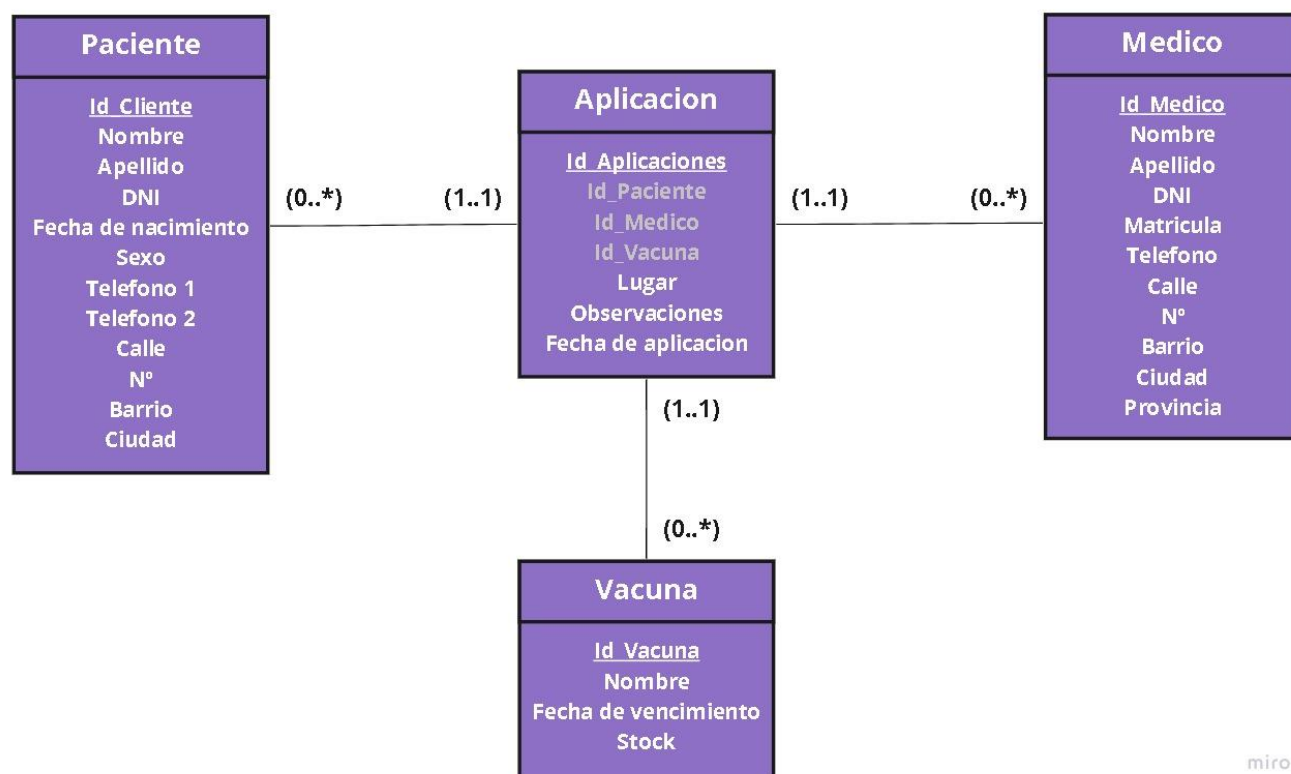 Paciente
Id_Cliente
Nombre
Apellido
DNI
Fecha de nacimiento
Sexo
Telefono 1
Telefono 2
Calle
Nº
Barrio
Ciudad
(0..*)
(1..1)
Aplicacion
Id_Aplicaciones
Id_Paciente
Id_Medico
Id_Vacuna
Lugar
Observaciones
Fecha de aplicacion
(1..1)
(0..*)
Medico
Id_Medico
Nombre
Apellido
DNI
Matricula
Telefono
Calle
Nº
Barrio
Ciudad
Provincia
(1..1)
(0..*)
Vacuna
Id_Vacuna
Nombre
Fecha de vencimiento
Stock
miro